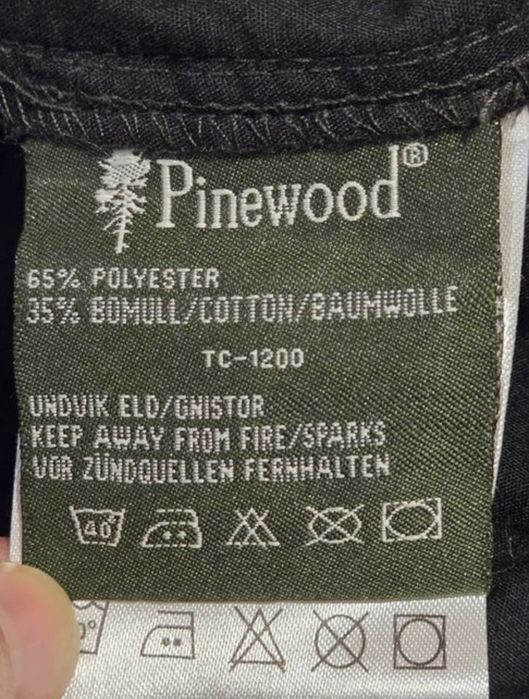 Pinewood®
65% POLYESTER
35% BOMULL/COTTON/BAUMWOLLE
TC-1200
UNDVIK ELD/GNISTOR
KEEP AWAY FROM FIRE/SPARKS
VOR ZÜNDQUELLEN FERNHALTEN
40°